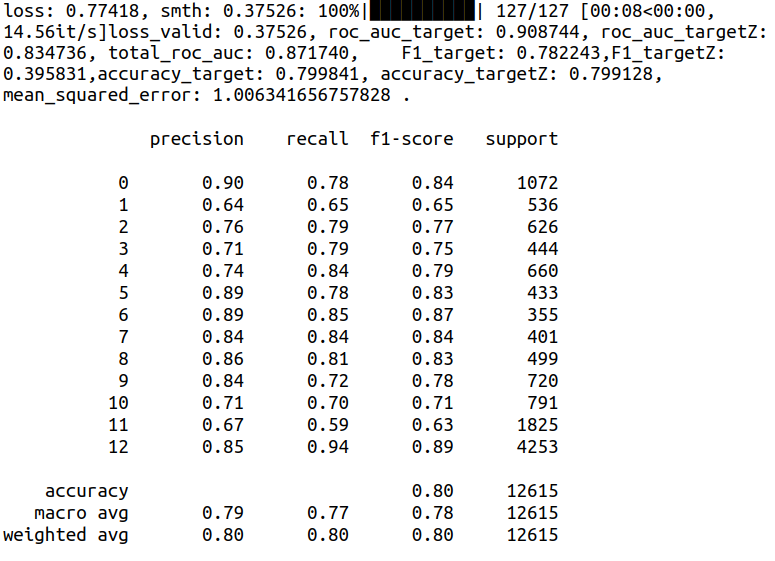 loss: 0.77418, smth: 0.37526: 100%|██████████| 127/127 [00:08<00:00,
14.56it/s]loss_valid: 0.37526, roc_auc_target: 0.908744, roc_auc_targetZ:
0.834736, total_roc_auc: 0.871740,    F1_target: 0.782243,F1_targetZ:
0.395831,accuracy_target: 0.799841, accuracy_targetZ: 0.799128,
mean_squared_error: 1.006341656757828 .
precision    recall  f1-score   support
0       0.90      0.78      0.84      1072
1       0.64      0.65      0.65       536
2       0.76      0.79      0.77       626
3       0.71      0.79      0.75       444
4       0.74      0.84      0.79       660
5       0.89      0.78      0.83       433
6       0.89      0.85      0.87       355
7       0.84      0.84      0.84       401
8       0.86      0.81      0.83       499
9       0.84      0.72      0.78       720
10       0.71      0.70      0.71       791
11       0.67      0.59      0.63      1825
12       0.85      0.94      0.89      4253
accuracy                           0.80     12615
macro avg       0.79      0.77      0.78     12615
weighted avg       0.80      0.80      0.80     12615